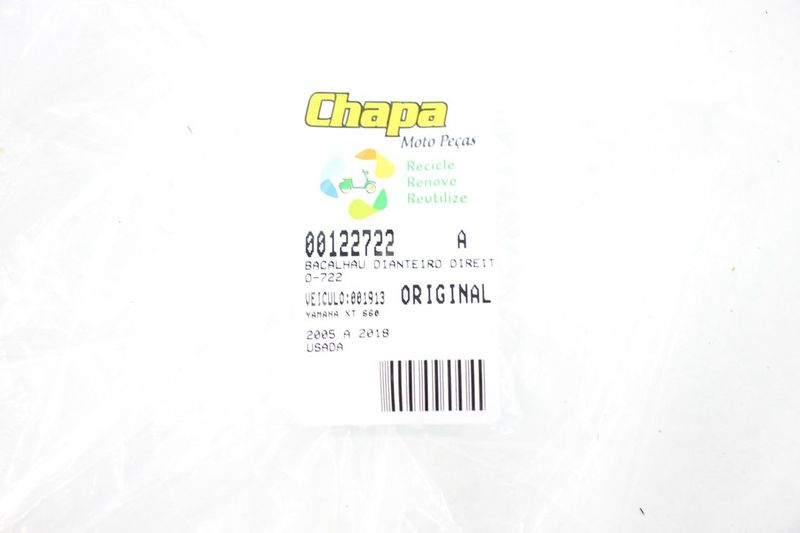 Chapa
Moto Peças
Recicle
Renove
Reutilize
00122722 A
BACALHAU DIANTEIRO DIREIT
O-722
VEICULO:001913 ORIGINAL
YAMAHA XT 660
2005 A 2018
USADA